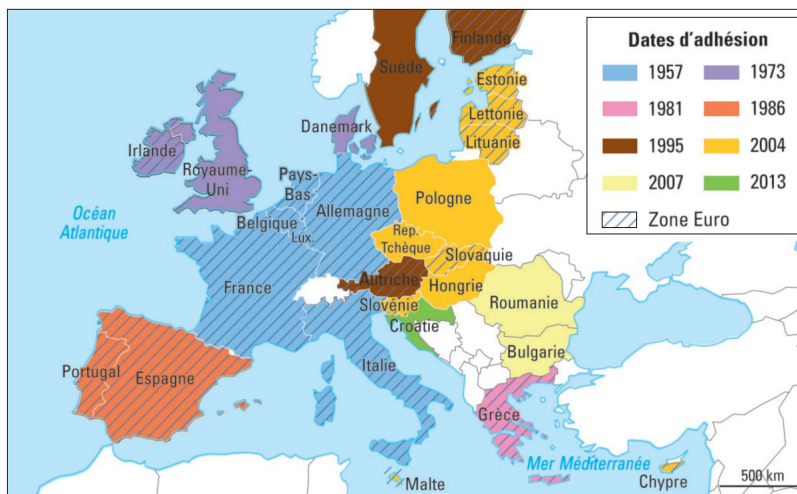 Finlande
Suède
Estonie
Lettonie
Lituanie
Danemark
Irlande
Royaume-
Uni
Pays-
Bas
Allemagne
Pologne
Belgique
Lux.
Rep.
Tchèque
Slovaquie
Océan
Atlantique
France
Autriche
Hongrie
Slovénie
Croatie
Roumanie
Bulgarie
Italie
Portugal
Espagne
Grèce
Malte
Mer Méditerranée
Chypre
500 km
Dates d'adhésion
1957
1973
1981
1986
1995
2004
2007
2013
Zone Euro